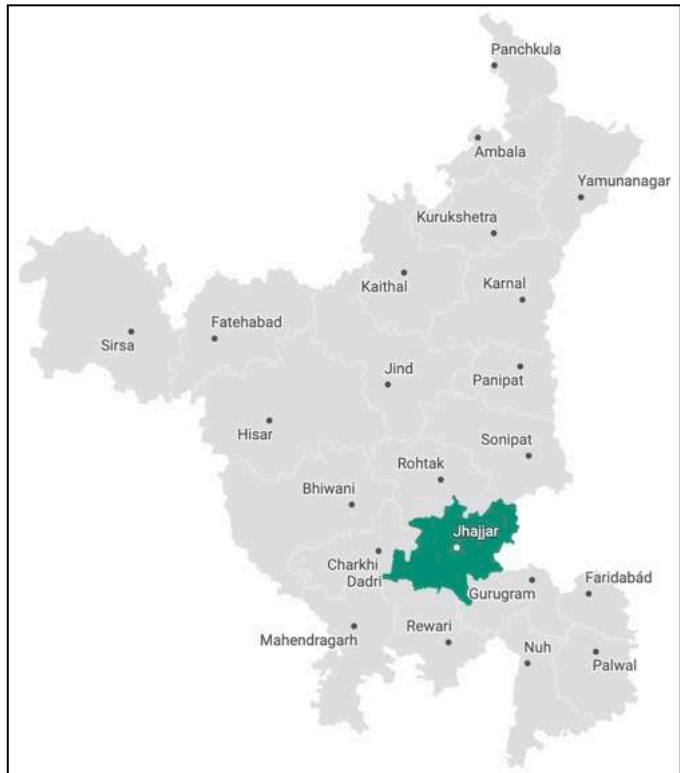 Panchkula
Ambala
Yamunanagar
Kurukshetra
Kaithal
Karnal
Fatehabad
Sirsa
Jind
Panipat
Hisar
Sonipat
Rohtak
Bhiwani
Jhajjar
Charkhi
Dadri
Faridabád
Gurugram
Rewari
Mahendragarh
Nuh
Palwal